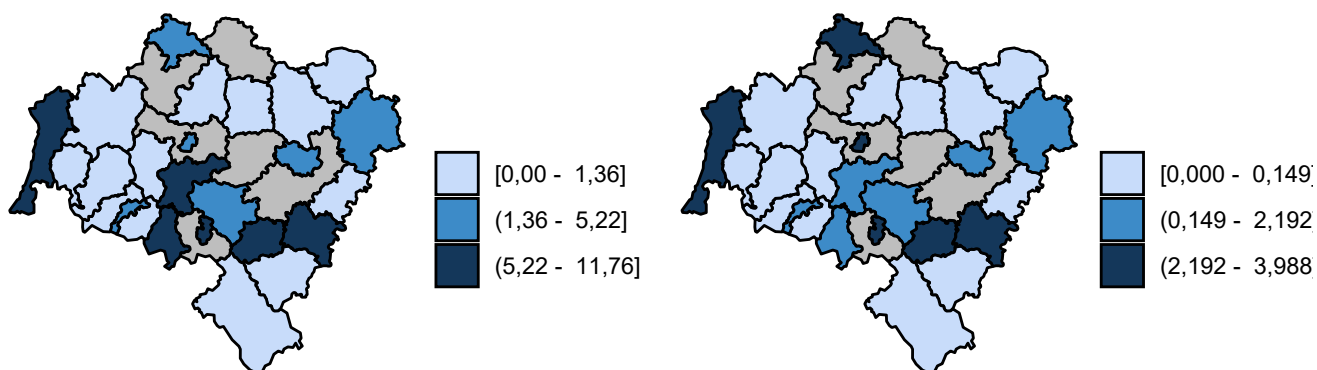 [0,00 - 1,36]
(1,36 - 5,22]
(5,22 - 11,76]
[0,000 - 0,149]
(0,149 - 2,192
(2,192 - 3,988]